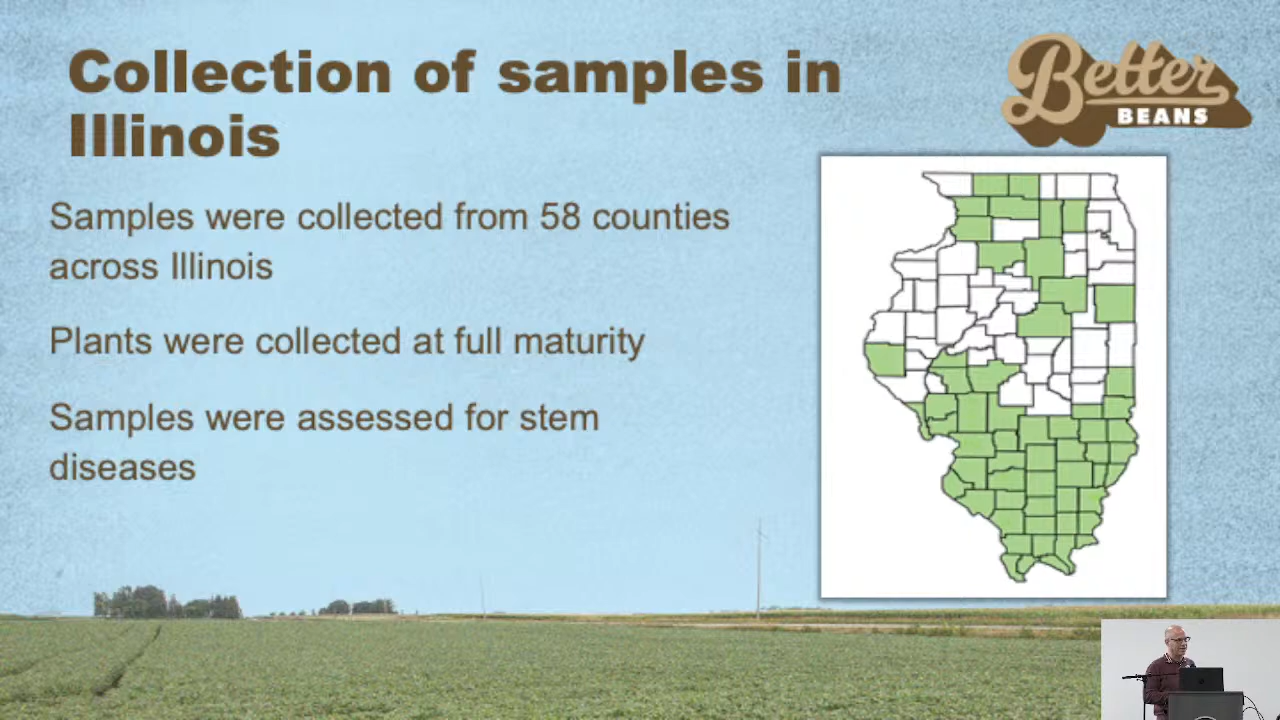 Collection of samples in
Illinois
Better
BEANS
Samples were collected from 58 counties
across Illinois
Plants were collected at full maturity
Samples were assessed for stem
diseases